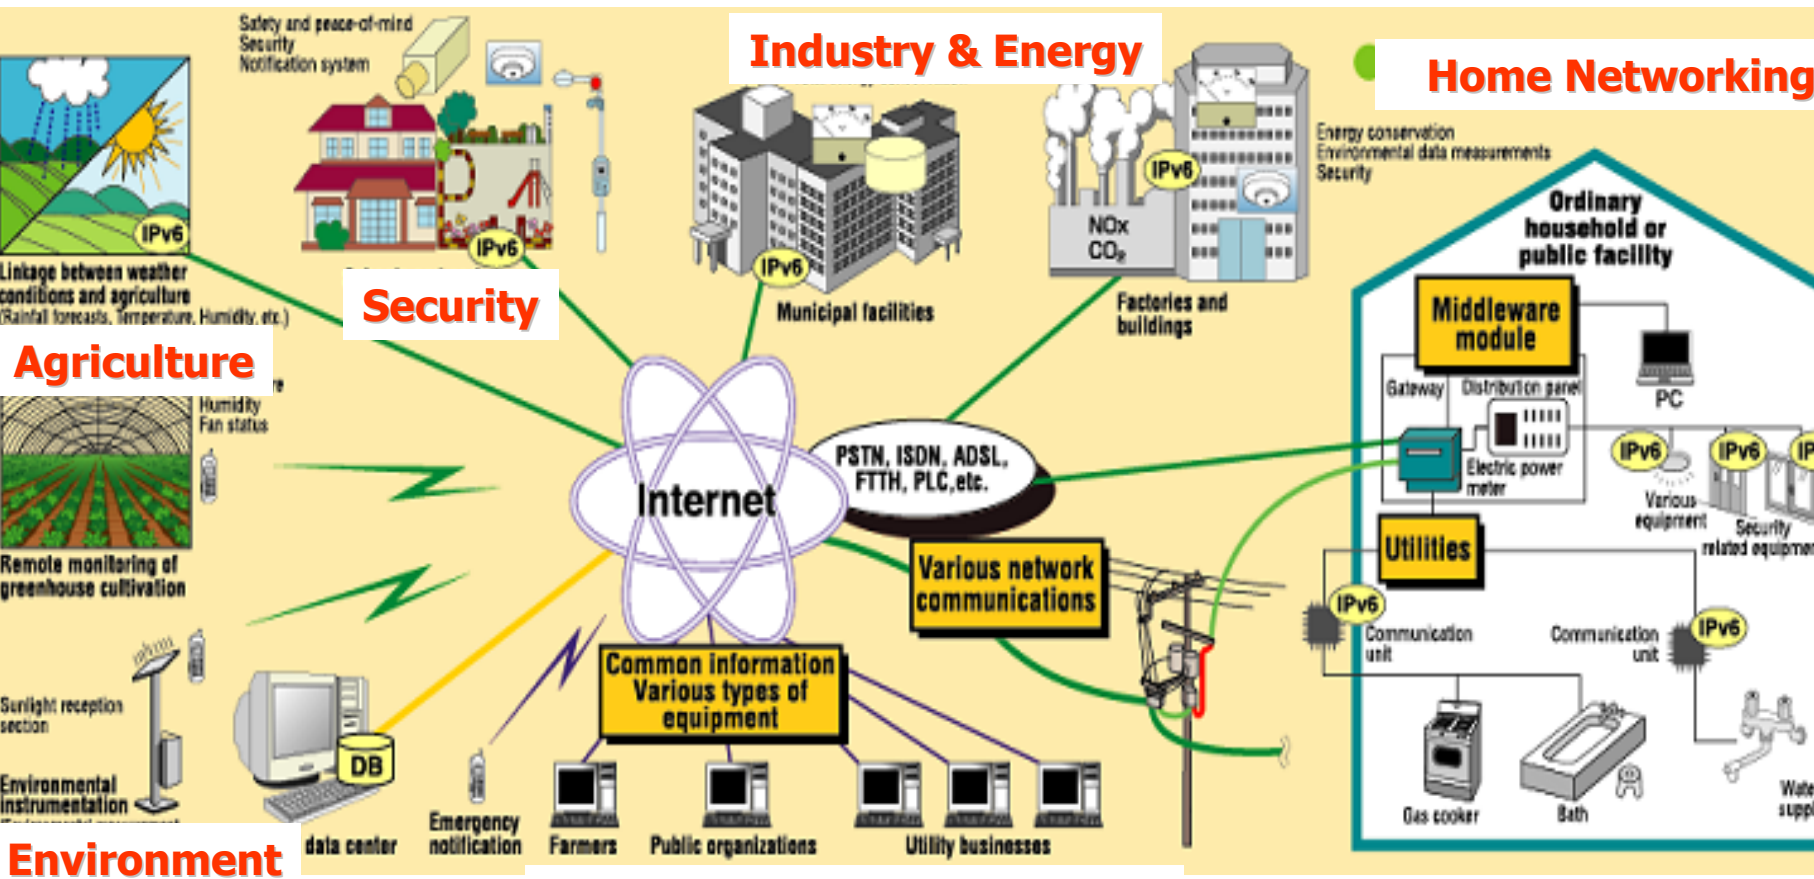 Safety and peace-of-mind
Security
Notification system
Industry & Energy
Home Networking
Energy conservation
Environmental data measurements
Security
IPv6
IPv6
IPv6
IPv6
NOx
CO₂
Linkage between weather
conditions and agriculture
(Rainfall forecasts, Temperature, Humidity, etc.)
Security
Municipal facilities
Factories and
buildings
Ordinary
household or
public facility
Middleware
module
Gateway
Distribution panel
PC
Electric power
meter
IPv6
IPv6
Various
equipment
Security
related
Agriculture
Humidity
Fan status
Remote monitoring of
greenhouse cultivation
Internet
PSTN, ISDN, ADSL,
FTTH, PLC,etc.
Various network
communications
Utilities
IPv6
Communication
unit
IPv6
Communication
unit
Gas cooker
Bath
Common information
Various types of
equipment
Sunlight reception
section
Environmental
instrumentation
DB
data center
Emergency
notification
Farmers
Public organizations
Utility businesses
Environment